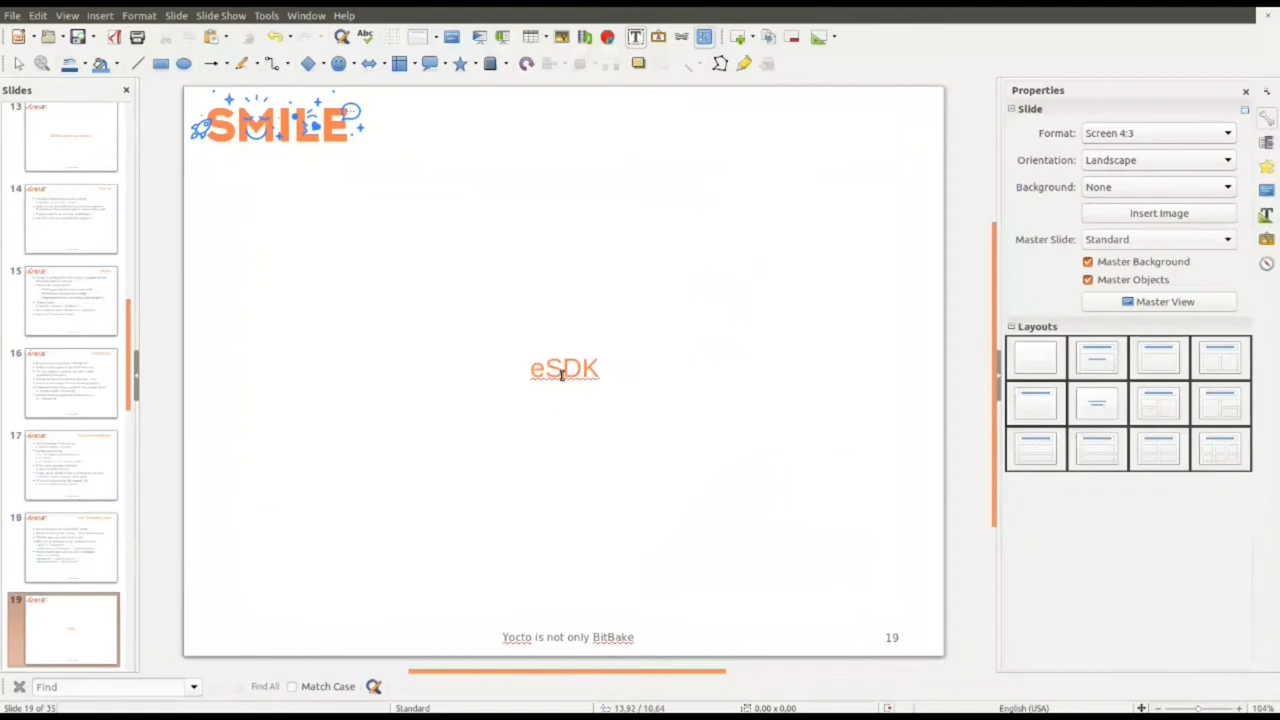 File Edit View Insert Format Slide Slide Show Tools Window Help
Slides
Properties
Slide
Format: Screen 4:3
Orientation: Landscape
Background: None
Insert Image
Master Slide: Standard
Master Background
Master Objects
Master View
Layouts
13
14
15
16
17
18
19
SMILE
eSDK
Yocto is not only BitBake
19
Find
Find All
Match Case
Slide 19 of 35
Standard
13.92 / 10.64
0.00 x 0.00
English (USA)
104%